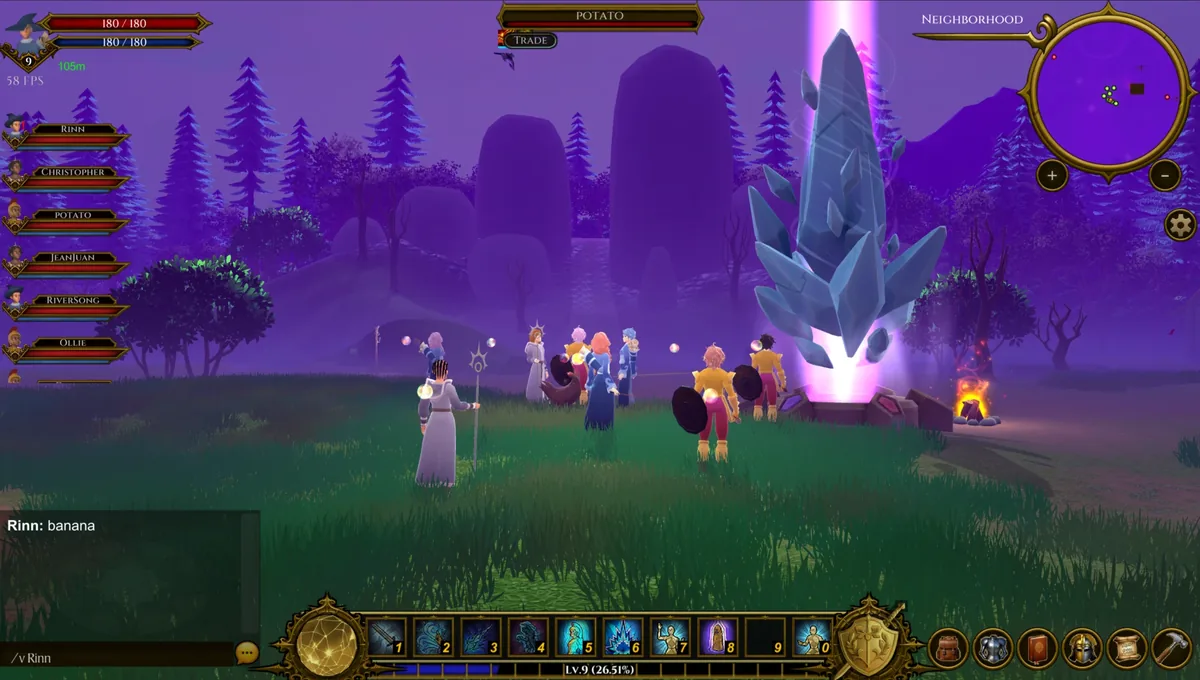 180 / 180
180 / 180
9
105m
58 FPS
POTATO
TRADE
NEIGHBORHOOD
+
-
RINN
CHRISTOPHER
POTATO
JEANJUAN
RIVERSONG
OLLIE
Rinn: banana
/v Rinn
1 2 3 4 5 6 7 8 9 0
LV.9 (26.51%)